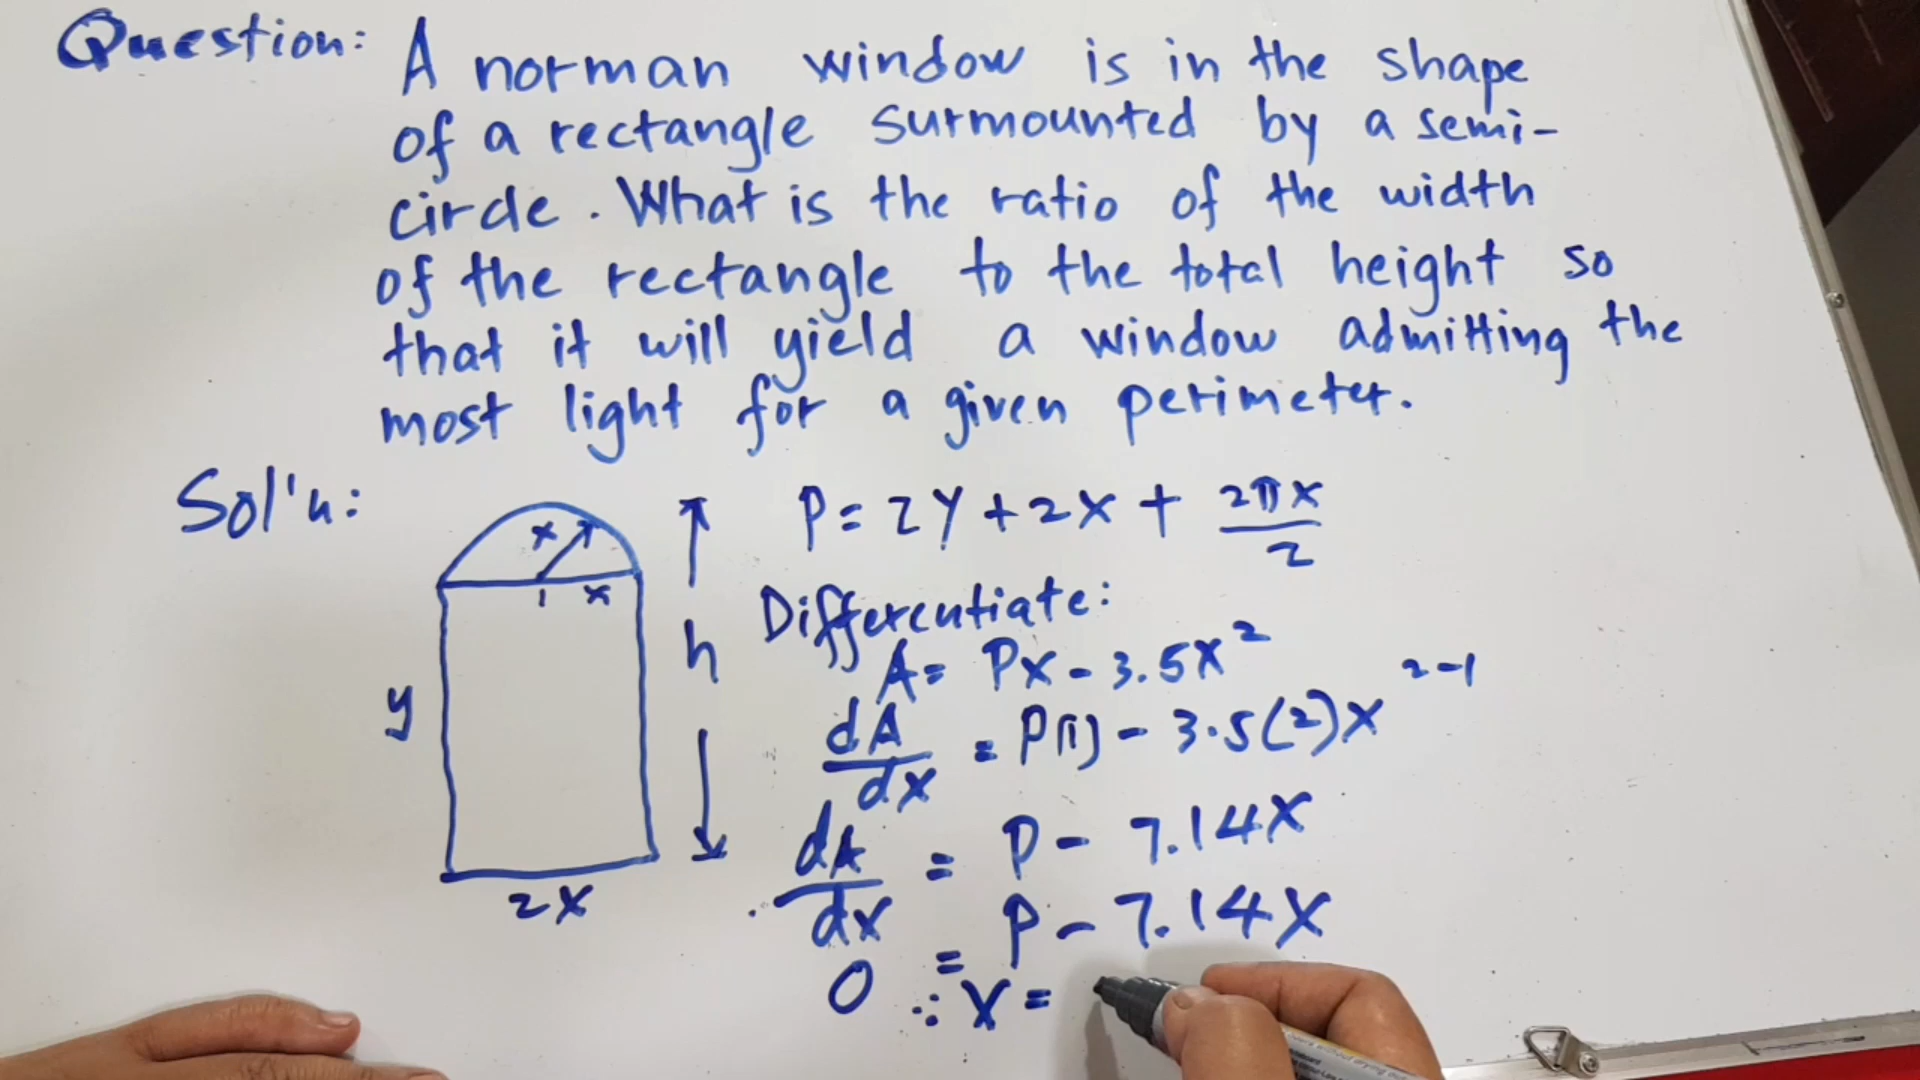 Question: A norman window is in the shape
of a rectangle surmounted by a semi-
circle. What is the ratio of the width
of the rectangle to the total height so
that it will yield a window admitting the
most light for a given perimeter.
Sol'n:
x
x
y
2x
h
P = 2Y + 2X + 2πx/2
Differentiate:
A = PX - 3.5X²
dA/dx = P(1) - 3.5(2)X²⁻¹
dA/dx = P - 7.14X
0 = P - 7.14X
∴ X =